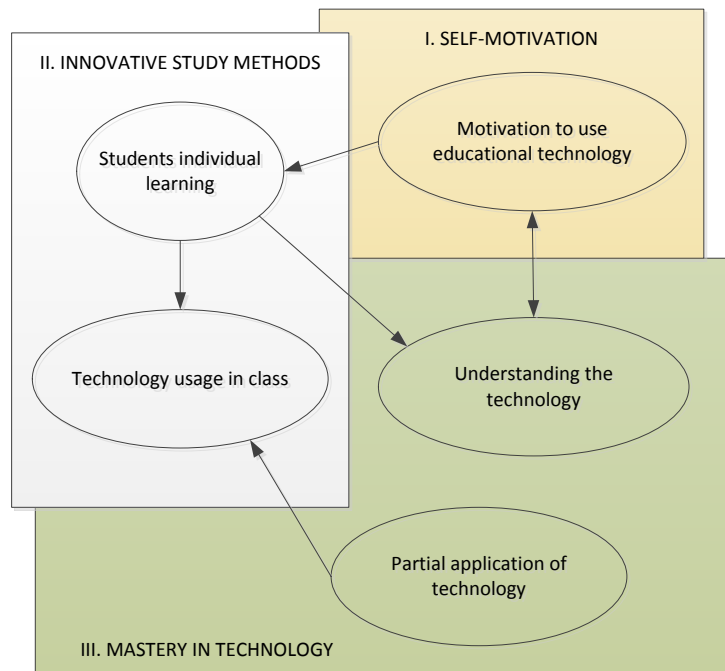 I. SELF-MOTIVATION
II. INNOVATIVE STUDY METHODS
Motivation to use
educational technology
Students individual
learning
Technology usage in class
Understanding the
technology
Partial application of
technology
III. MASTERY IN TECHNOLOGY